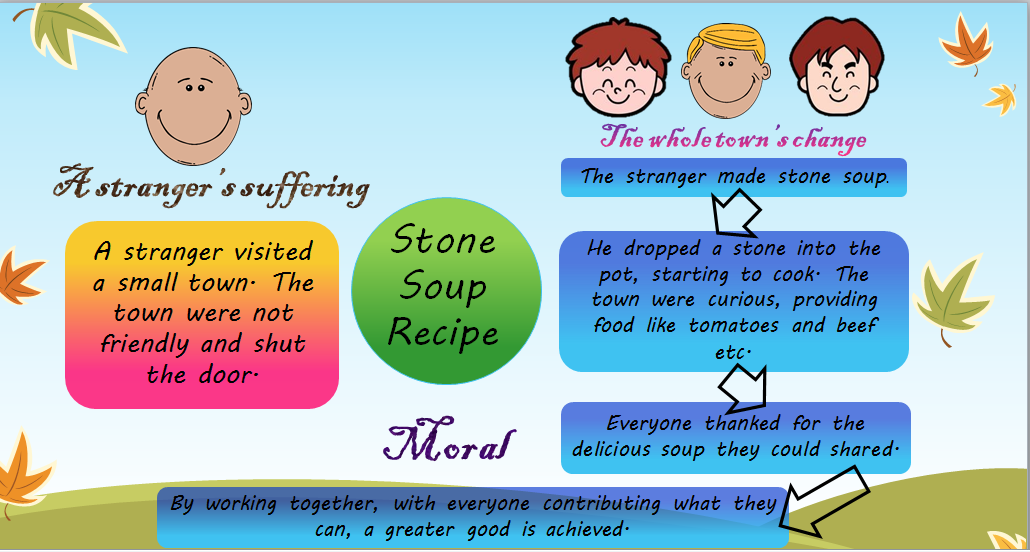 A stranger's suffering
A stranger visited
a small town. The
town were not
friendly and shut
the door.
Stone
Soup
Recipe
The whole town's change
The stranger made stone soup.
He dropped a stone into the
pot, starting to cook. The
town were curious, providing
food like tomatoes and beef
etc.
Everyone thanked for the
delicious soup they could shared.
Moral
By working together, with everyone contributing what they
can, a greater good is achieved.